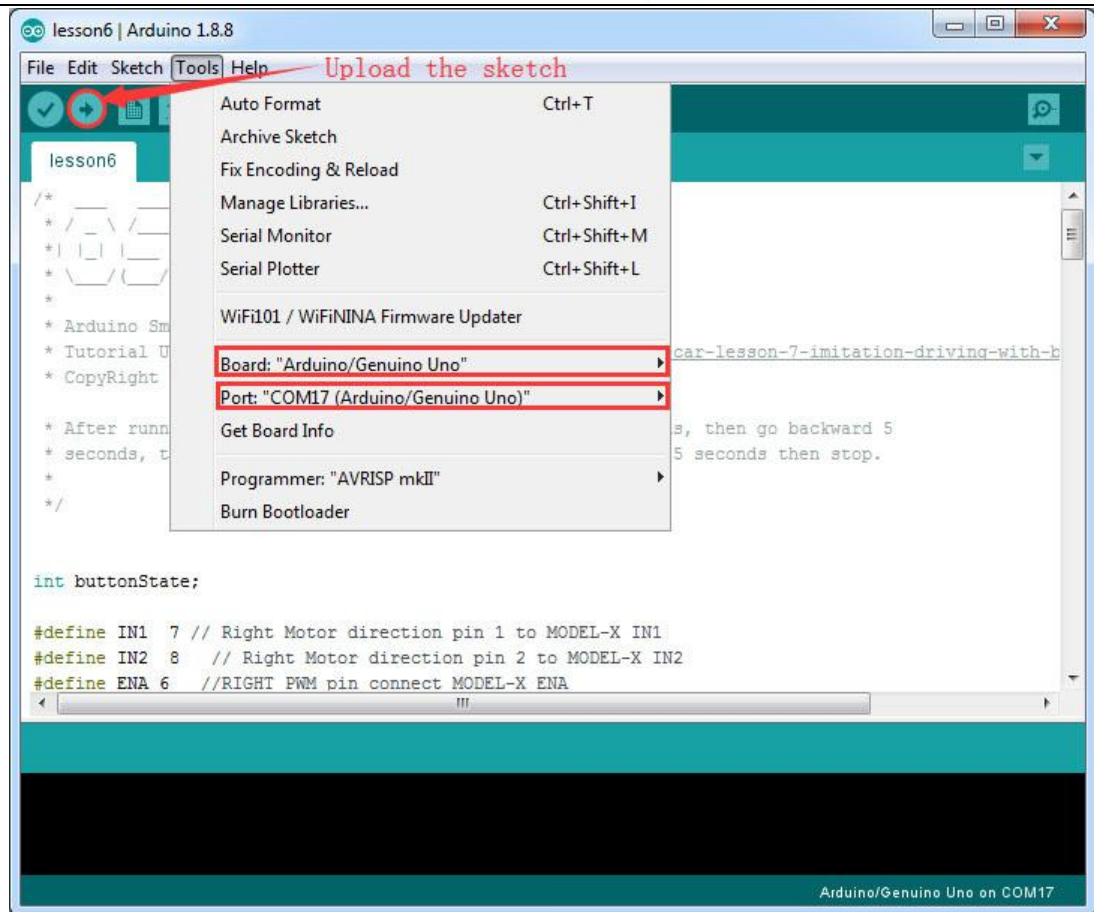 lesson6 | Arduino 1.8.8
File Edit Sketch Tools Help
Upload the sketch
Auto Format Ctrl+T
Archive Sketch
Fix Encoding & Reload
Manage Libraries... Ctrl+Shift+I
Serial Monitor Ctrl+Shift+M
Serial Plotter Ctrl+Shift+L
WiFi101 / WiFiNINA Firmware Updater
Board: "Arduino/Genuino Uno"
Port: "COM17 (Arduino/Genuino Uno)"
Get Board Info
Programmer: "AVRISP mkII"
Burn Bootloader
lesson6
/*
*
* Arduino Sm
* Tutorial U car-lesson-7-imitation-driving-with-b
* CopyRight
* After runn s, then go backward 5
* seconds, t 5 seconds then stop.
*
*/
int buttonState;
#define IN1 7 // Right Motor direction pin 1 to MODEL-X IN1
#define IN2 8 // Right Motor direction pin 2 to MODEL-X IN2
#define ENA 6 //RIGHT PWM pin connect MODEL-X ENA
Arduino/Genuino Uno on COM17